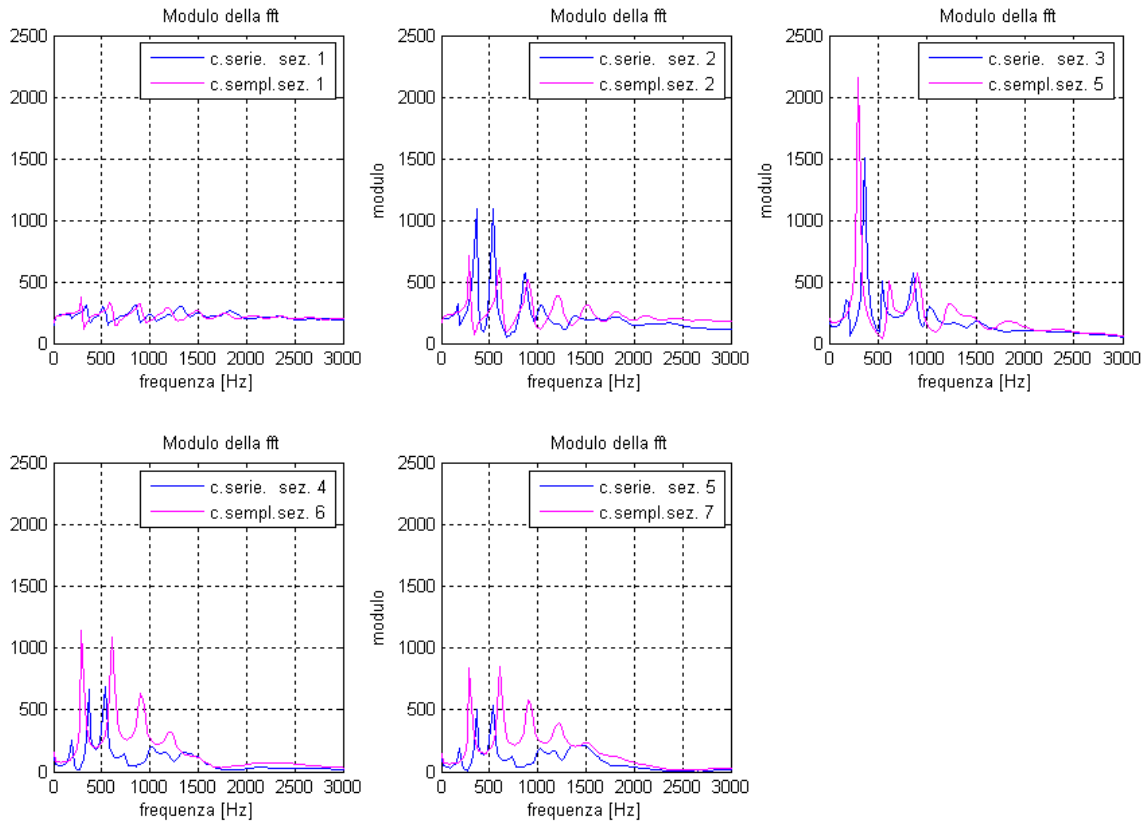 Modulo della fft
2500
2000
1500
1000
500
0
c.serie. sez. 1
c.sempl.sez. 1
0 500 1000 1500 2000 2500 3000
frequenza [Hz]
Modulo della fft
modulo
2500
2000
1500
1000
500
0
c.serie. sez. 2
c.sempl.sez. 2
0 500 1000 1500 2000 2500 3000
frequenza [Hz]
Modulo della fft
modulo
2500
2000
1500
1000
500
0
c.serie. sez. 3
c.sempl.sez. 5
0 500 1000 1500 2000 2500 3000
frequenza [Hz]
Modulo della fft
2500
2000
1500
1000
500
0
c.serie. sez. 4
c.sempl.sez. 6
0 500 1000 1500 2000 2500 3000
frequenza [Hz]
Modulo della fft
modulo
2500
2000
1500
1000
500
0
c.serie. sez. 5
c.sempl.sez. 7
0 500 1000 1500 2000 2500 3000
frequenza [Hz]